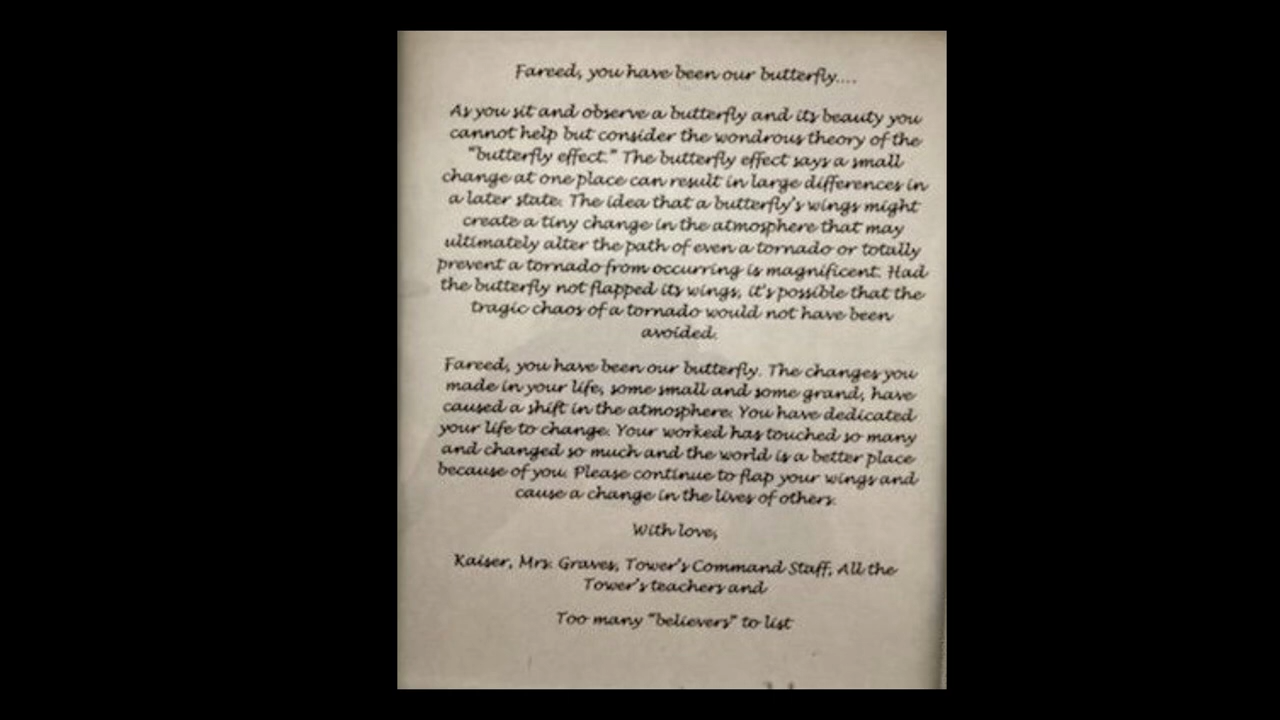 Fareed, you have been our butterfly....
As you sit and observe a butterfly and its beauty you
cannot help but consider the wondrous theory of the
"butterfly effect." The butterfly effect says a small
change at one place can result in large differences in
a later state. The idea that a butterfly's wings might
create a tiny change in the atmosphere that may
ultimately alter the path of even a tornado or totally
prevent a tornado from occurring is magnificent. Had
the butterfly not flapped its wings, it's possible that the
tragic chaos of a tornado would not have been
avoided.
Fareed, you have been our butterfly. The changes you
made in your life, some small and some grand, have
caused a shift in the atmosphere. You have dedicated
your life to change. Your worked has touched so many
and changed so much and the world is a better place
because of you. Please continue to flap your wings and
cause a change in the lives of others.
With love,
Kaiser, Mrs. Graves, Tower's Command Staff, All the
Tower's teachers and
Too many "believers" to list